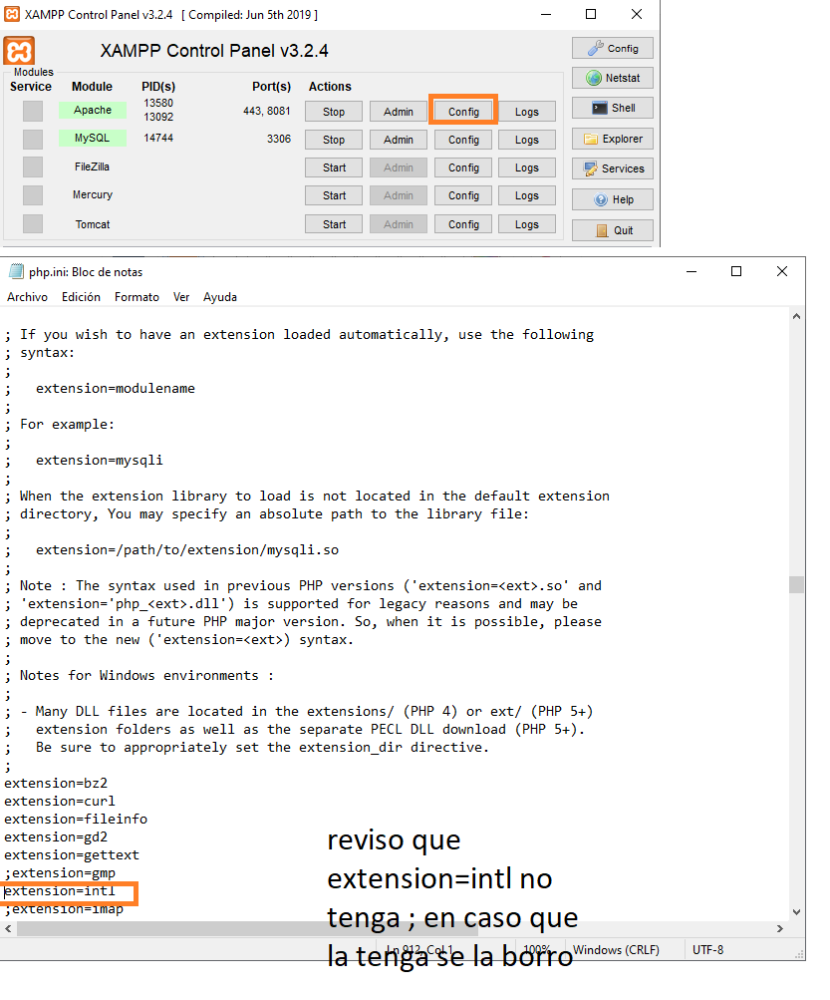 XAMPP Control Panel v3.2.4 [ Compiled: Jun 5th 2019 ]
XAMPP Control Panel v3.2.4
Config
Modules
Service Module PID(s) Port(s) Actions
Netstat
Apache 13580 13092 443, 8081 Stop Admin Config Logs
Shell
MySQL 14744 3306 Stop Admin Config Logs
Explorer
FileZilla Start Admin Config Logs
Services
Mercury Start Admin Config Logs
Help
Tomcat Start Admin Config Logs
Quit
php.ini: Bloc de notas
Archivo Edición Formato Ver Ayuda
; If you wish to have an extension loaded automatically, use the following
; syntax:
;
;   extension=modulename
;
; For example:
;
;   extension=mysqli
;
; When the extension library to load is not located in the default extension
; directory, You may specify an absolute path to the library file:
;
;   extension=/path/to/extension/mysqli.so
;
; Note : The syntax used in previous PHP versions ('extension=<ext>.so' and
; 'extension='php_<ext>.dll') is supported for legacy reasons and may be
; deprecated in a future PHP major version. So, when it is possible, please
; move to the new ('extension=<ext>) syntax.
;
; Notes for Windows environments :
;
; - Many DLL files are located in the extensions/ (PHP 4) or ext/ (PHP 5+)
;   extension folders as well as the separate PECL DLL download (PHP 5+).
;   Be sure to appropriately set the extension_dir directive.
;
extension=bz2
extension=curl
extension=fileinfo
extension=gd2
extension=gettext
;extension=gmp
extension=intl
;extension=imap
reviso que
extension=intl no
tenga ; en caso que
la tenga se la borro
Ln 912, Col 1 100% Windows (CRLF) UTF-8